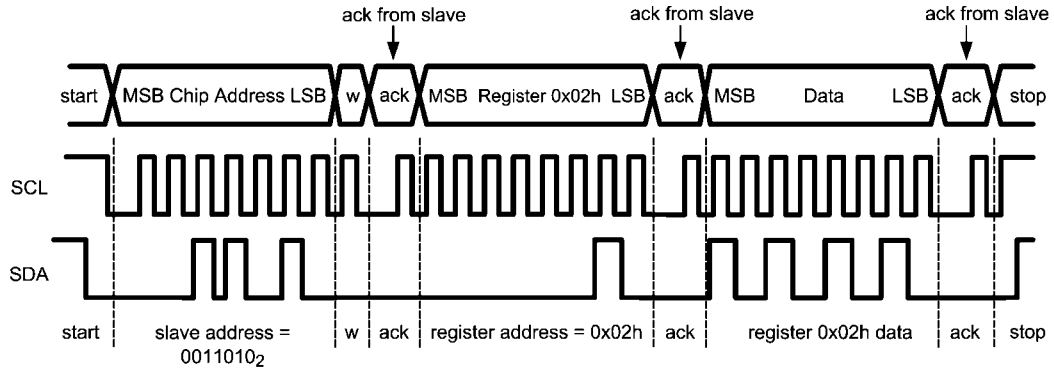 ack from slave ack from slave ack from slave
start MSB Chip Address LSB w ack MSB Register 0x02h LSB ack MSB Data LSB ack stop
SCL
SDA
start slave address = w ack register address = 0x02h ack register 0x02h data ack stop
0011010₂